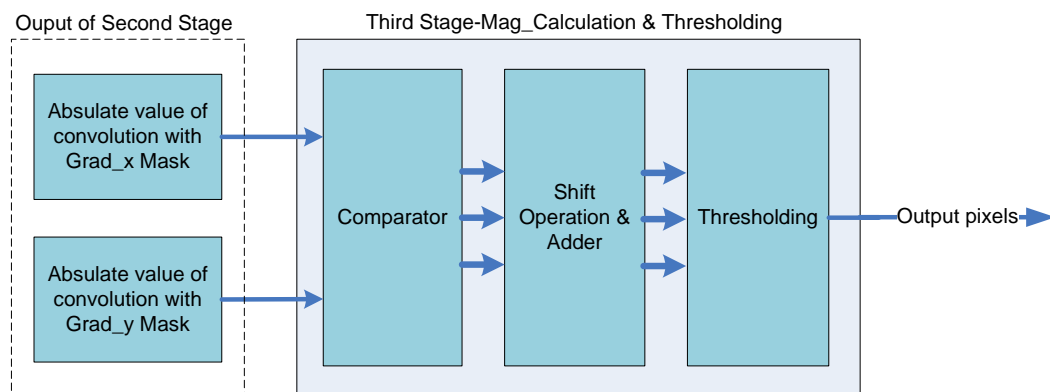 Ouput of Second Stage
Third Stage-Mag_Calculation & Thresholding
Absulate value of
convolution with
Grad_x Mask
Absulate value of
convolution with
Grad_y Mask
Comparator
Shift
Operation &
Adder
Thresholding
Output pixels